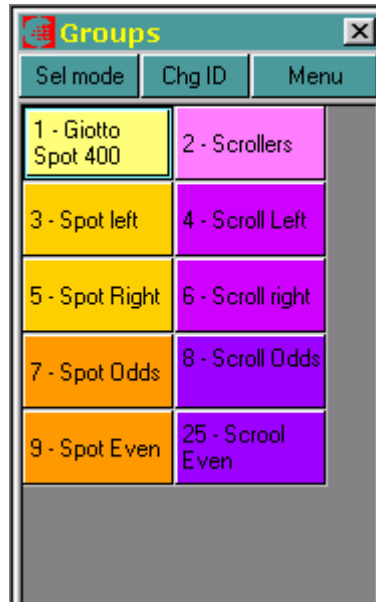 Groups
Sel mode Chg ID Menu
1 - Giotto
Spot 400
2 - Scrollers
3 - Spot left
4 - Scroll Left
5 - Spot Right
6 - Scroll right
7 - Spot Odds
8 - Scroll Odds
9 - Spot Even
25 - Scrool
Even